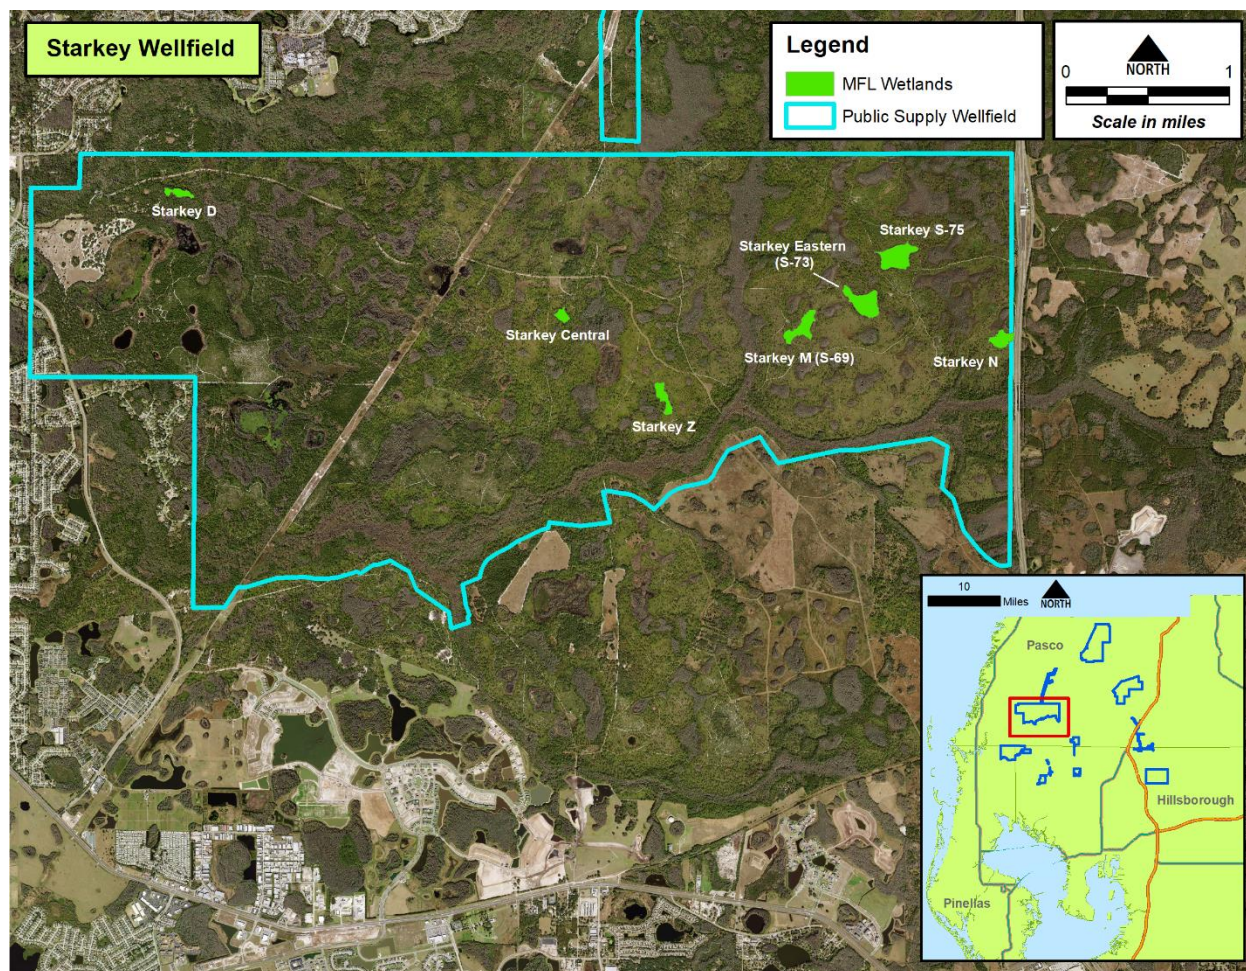 Starkey Wellfield
Legend
MFL Wetlands
Public Supply Wellfield
0 1
NORTH
Scale in miles
Starkey D
Starkey S-75
Starkey Eastern
(S-73)
Starkey Central
Starkey M (S-69)
Starkey N
Starkey Z
10
Miles
NORTH
Pasco
Hillsborough
Pinellas